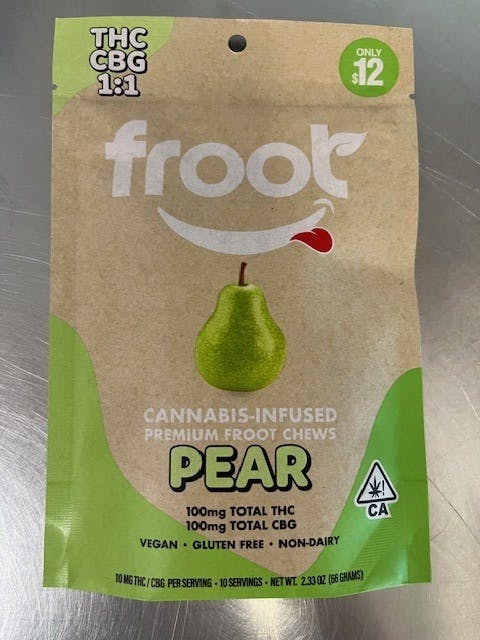 THC
CBG
1:1
ONLY
$12
froot
CANNABIS-INFUSED
PREMIUM FROOT CHEWS
PEAR
100mg TOTAL THC
100mg TOTAL CBG
CA
VEGAN • GLUTEN FREE • NON-DAIRY
10 MG THC / CBG PER SERVING • 10 SERVINGS • NET WT. 2.33 OZ (66 GRAMS)